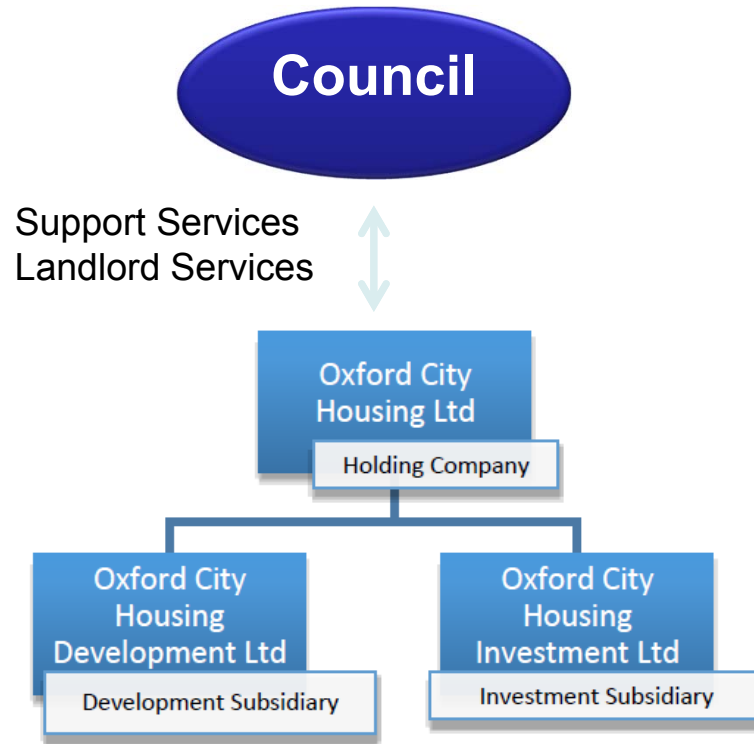 Council
Support Services
Landlord Services
Oxford City
Housing Ltd
Holding Company
Oxford City
Housing
Development Ltd
Development Subsidiary
Oxford City
Housing
Investment Ltd
Investment Subsidiary